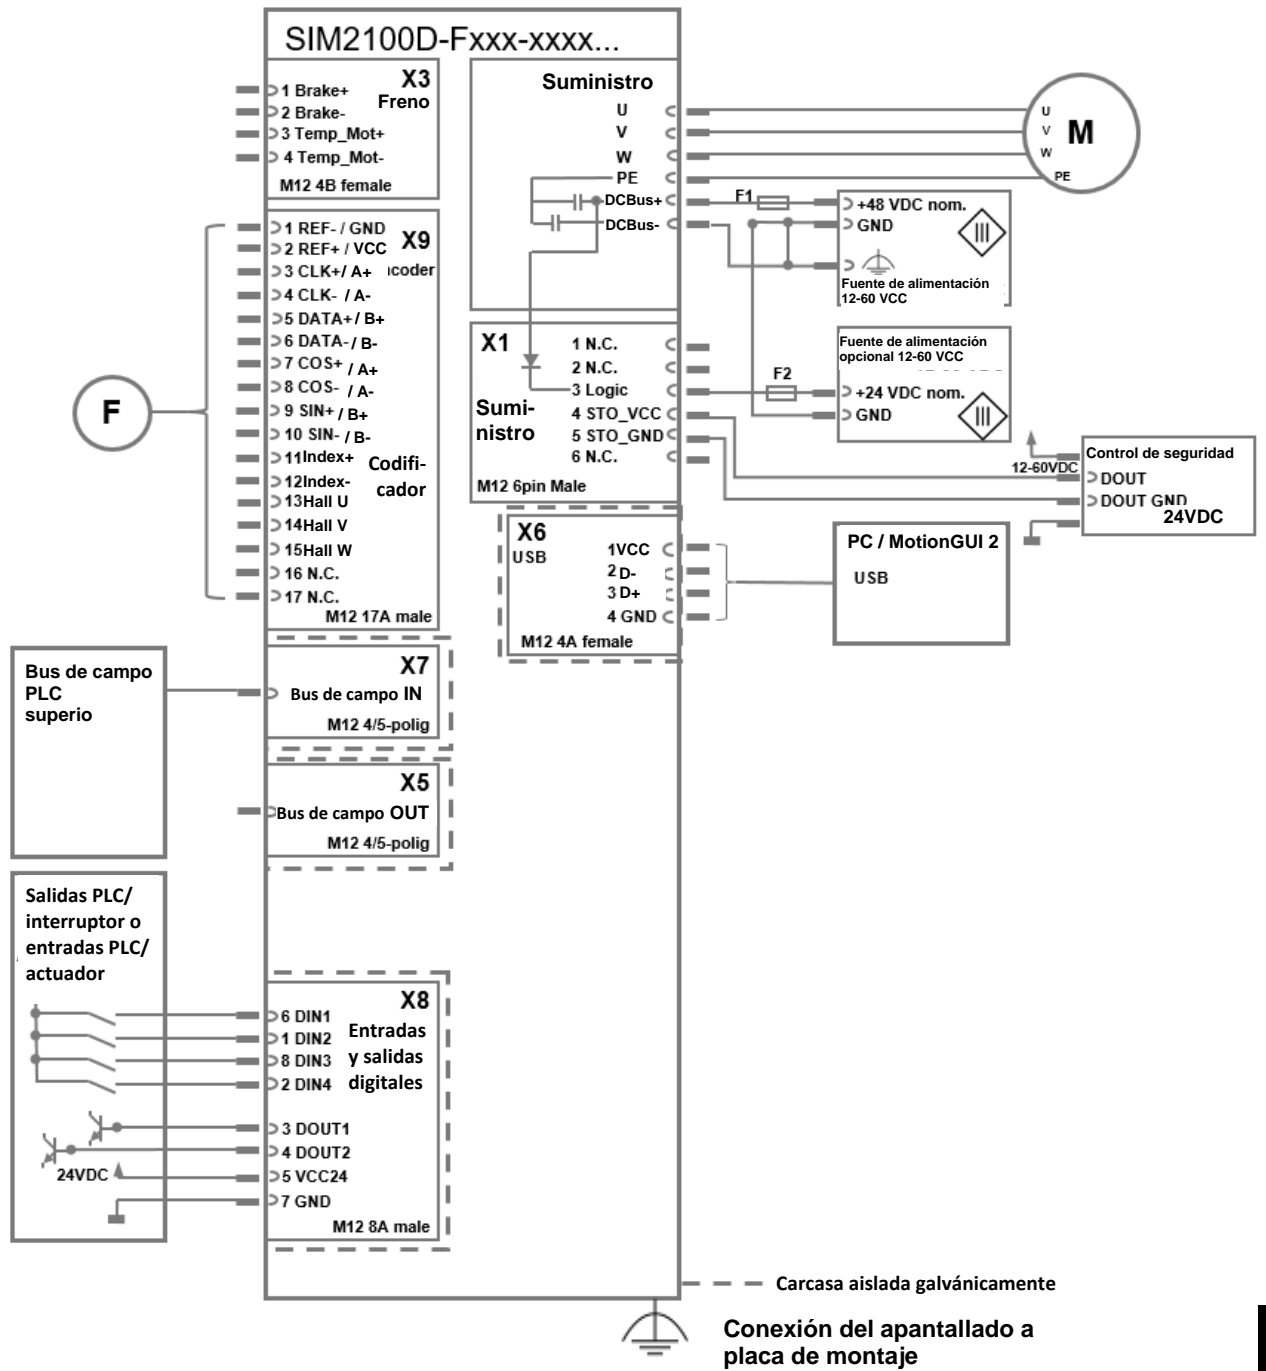 SIM2100D-Fxxx-xxxx...
X3
Freno
1 Brake+
2 Brake-
3 Temp_Mot+
4 Temp_Mot-
M12 4B female
Suministro
U
V
W
PE
DCBus+
DCBus-
U
V
W
PE
M
F1
+48 VDC nom.
GND
Fuente de alimentación
12-60 VCC
X9
1 REF- / GND
2 REF+ / VCC
3 CLK+/ A+
4 CLK- / A-
5 DATA+/ B+
6 DATA-/ B-
7 COS+ / A+
8 COS- / A-
9 SIN+ / B+
10 SIN- / B-
11Index+
12Index-
13Hall U
14Hall V
15Hall W
16 N.C.
17 N.C.
ncoder
Codifi-
cador
M12 17A male
F
X1
Sumi-
nistro
1 N.C.
2 N.C.
3 Logic
4 STO_VCC
5 STO_GND
6 N.C.
M12 6pin Male
Fuente de alimentación
opcional 12-60 VCC
F2
+24 VDC nom.
GND
12-60VDC
Control de seguridad
DOUT
DOUT GND
24VDC
X6
USB
1VCC
2 D-
3 D+
4 GND
M12 4A female
PC / MotionGUI 2
USB
Bus de campo
PLC
superio
X7
Bus de campo IN
M12 4/5-polig
X5
Bus de campo OUT
M12 4/5-polig
Salidas PLC/
interruptor o
entradas PLC/
actuador
24VDC
X8
Entradas
y salidas
digitales
6 DIN1
1 DIN2
8 DIN3
2 DIN4
3 DOUT1
4 DOUT2
5 VCC24
7 GND
M12 8A male
Carcasa aislada galvánicamente
Conexión del apantallado a
placa de montaje